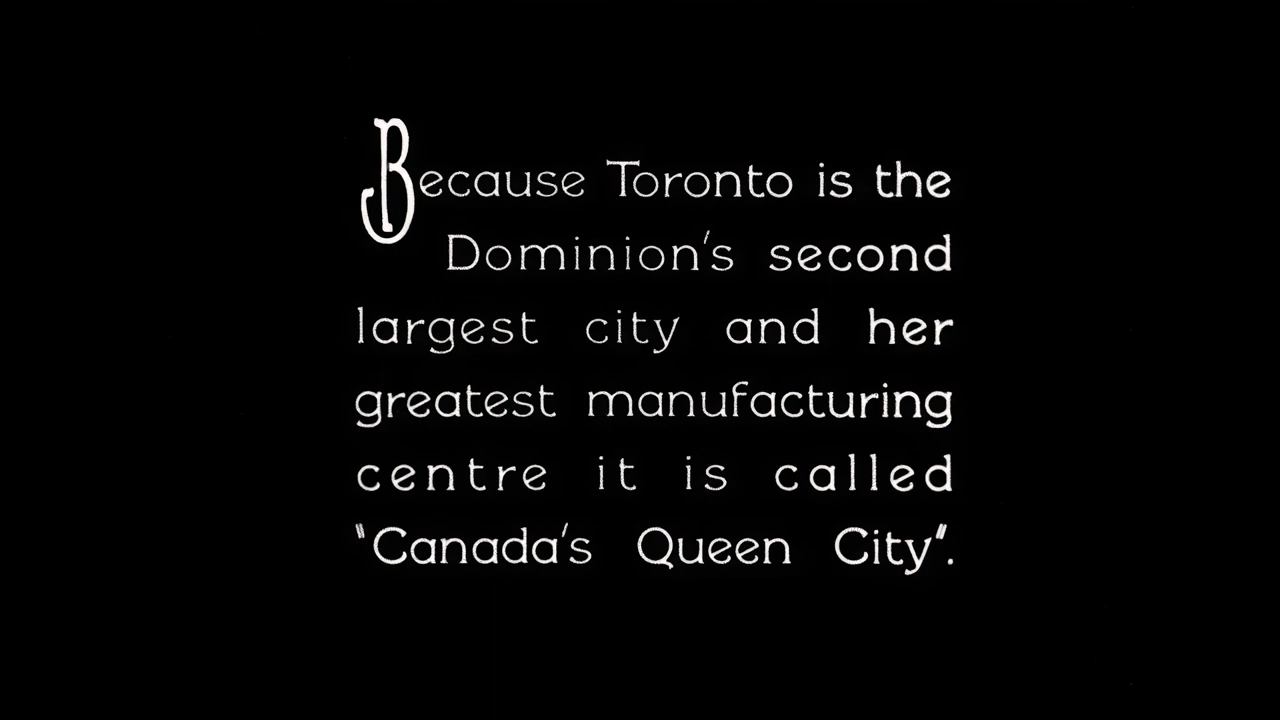 Because Toronto is the
Dominion's second
largest city and her
greatest manufacturing
centre it is called
"Canada's Queen City".